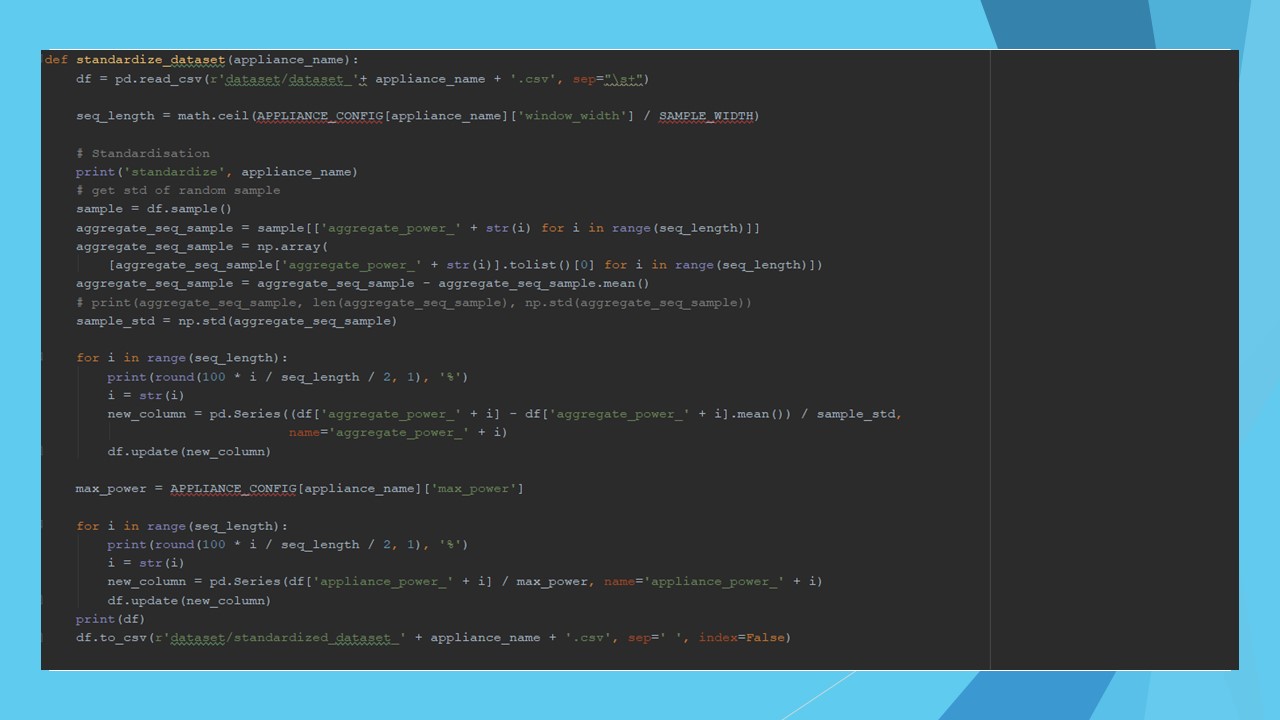 def standardize_dataset(appliance_name):
    df = pd.read_csv(r'dataset/dataset_'+ appliance_name + '.csv', sep="\s+")
    seq_length = math.ceil(APPLIANCE_CONFIG[appliance_name]['window_width'] / SAMPLE_WIDTH)
    # Standardisation
    print('standardize', appliance_name)
    # get std of random sample
    sample = df.sample()
    aggregate_seq_sample = sample[['aggregate_power_' + str(i) for i in range(seq_length)]]
    aggregate_seq_sample = np.array(
        [aggregate_seq_sample['aggregate_power_' + str(i)].tolist()[0] for i in range(seq_length)])
    aggregate_seq_sample = aggregate_seq_sample - aggregate_seq_sample.mean()
    # print(aggregate_seq_sample, len(aggregate_seq_sample), np.std(aggregate_seq_sample))
    sample_std = np.std(aggregate_seq_sample)
    for i in range(seq_length):
        print(round(100 * i / seq_length / 2, 1), '%')
        i = str(i)
        new_column = pd.Series((df['aggregate_power_' + i] - df['aggregate_power_' + i].mean()) / sample_std,
                               name='aggregate_power_' + i)
        df.update(new_column)
    max_power = APPLIANCE_CONFIG[appliance_name]['max_power']
    for i in range(seq_length):
        print(round(100 * i / seq_length / 2, 1), '%')
        i = str(i)
        new_column = pd.Series(df['appliance_power_' + i] / max_power, name='appliance_power_' + i)
        df.update(new_column)
    print(df)
    df.to_csv(r'dataset/standardized_dataset_' + appliance_name + '.csv', sep=' ', index=False)